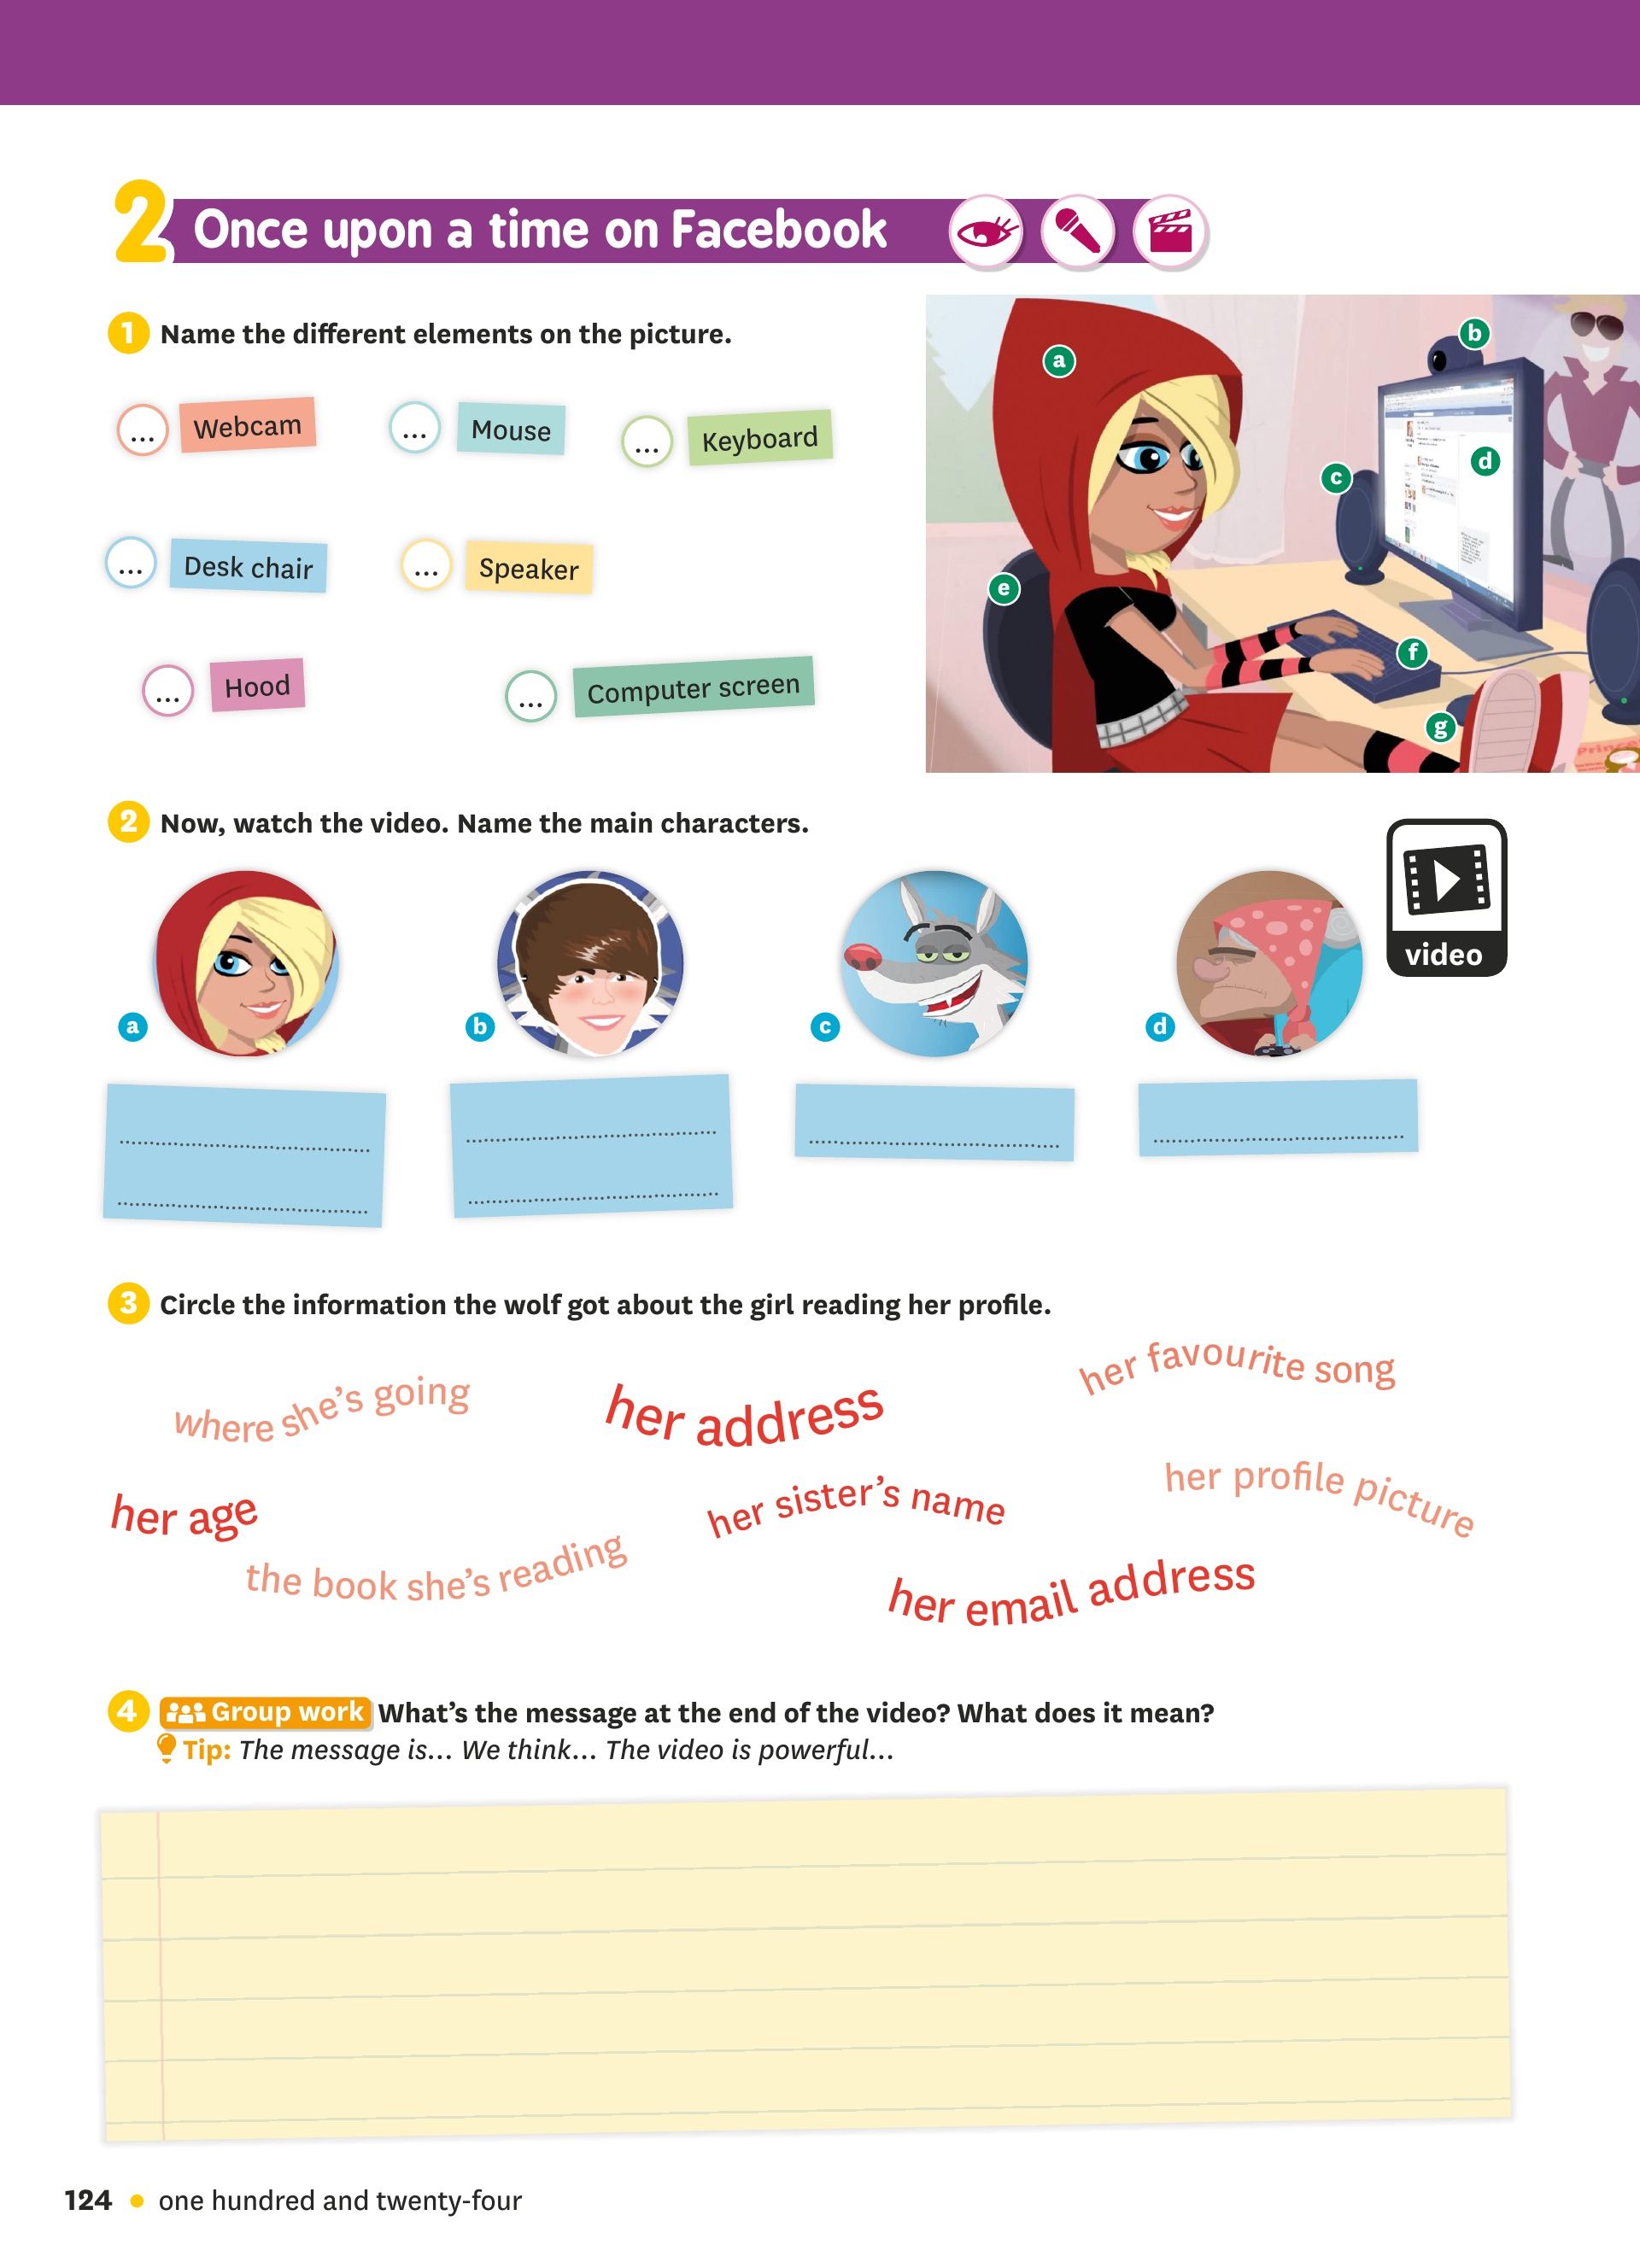 2 Once upon a time on Facebook
1 Name the different elements on the picture.
... Webcam
... Mouse
... Keyboard
... Desk chair
... Speaker
... Hood
... Computer screen
a
b
c
d
e
f
g
2 Now, watch the video. Name the main characters.
video
a
b
c
d
3 Circle the information the wolf got about the girl reading her profile.
where she's going
her address
her favourite song
her age
her sister's name
her profile picture
the book she's reading
her email address
4 Group work What's the message at the end of the video? What does it mean?
Tip: The message is... We think... The video is powerful...
124 • one hundred and twenty-four